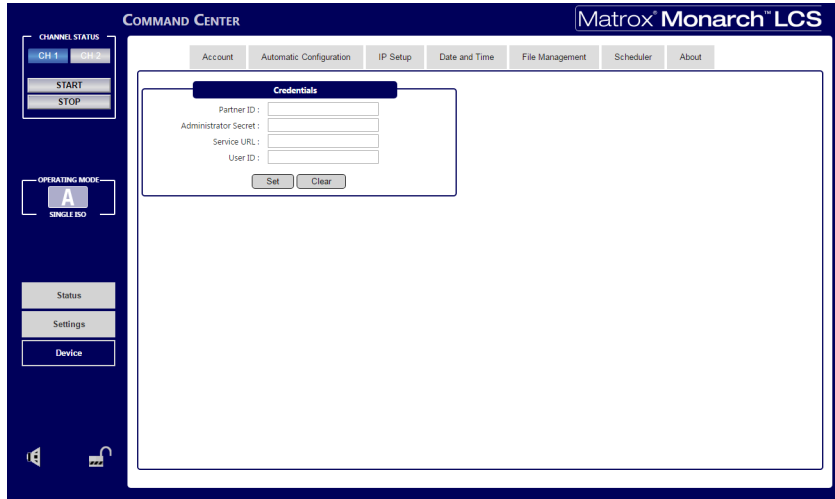 COMMAND CENTER
Matrox® Monarch™ LCS
CHANNEL STATUS
CH 1 CH 2
START
STOP
OPERATING MODE
A
SINGLE ISO
Status
Settings
Device
Account Automatic Configuration IP Setup Date and Time File Management Scheduler About
Credentials
Partner ID :
Administrator Secret :
Service URL :
User ID :
Set Clear